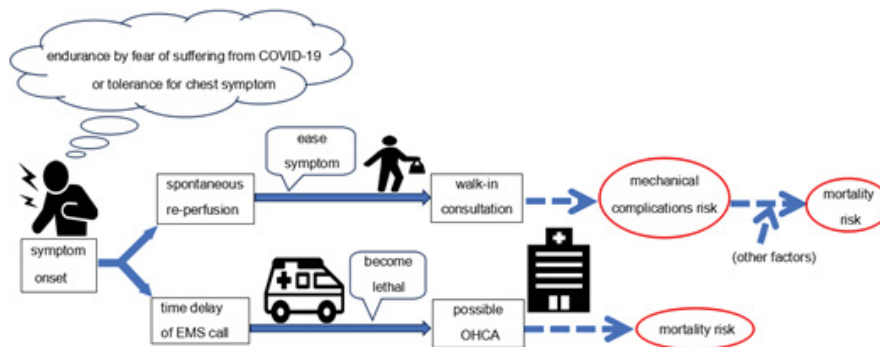 endurance by fear of suffering from COVID-19
or tolerance for chest symptom
ease
symptom
spontaneous
re-perfusion
walk-in
consultation
mechanical
complications risk
mortality
risk
(other factors)
symptom
onset
become
lethal
time delay
of EMS call
possible
OHCA
mortality risk